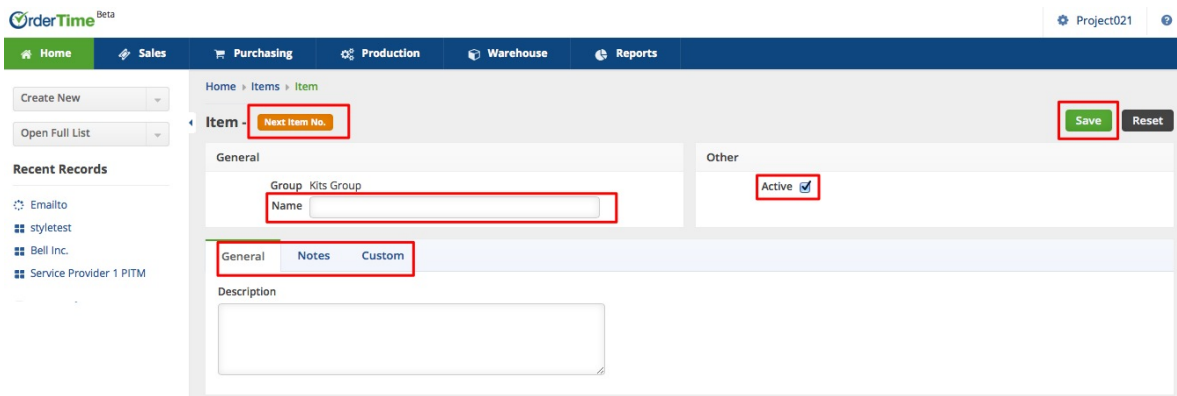 OrderTime Beta
Project021
Home Sales Purchasing Production Warehouse Reports
Create New
Open Full List
Recent Records
Emailto
styletest
Bell Inc.
Service Provider 1 PITM
Home Items Item
Item - Next Item No.
Save Reset
General
Group Kits Group
Name
Other
Active
General Notes Custom
Description